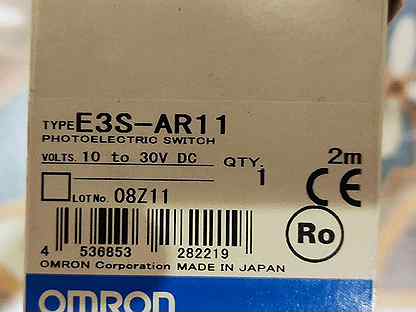 TYPE E3S-AR11
PHOTOELECTRIC SWITCH
VOLTS. 10 to 30V DC QTY. 2m
1
CE
LOT No. 08Z11
Ro
4 536853 282219
OMRON Corporation MADE IN JAPAN
OMRON